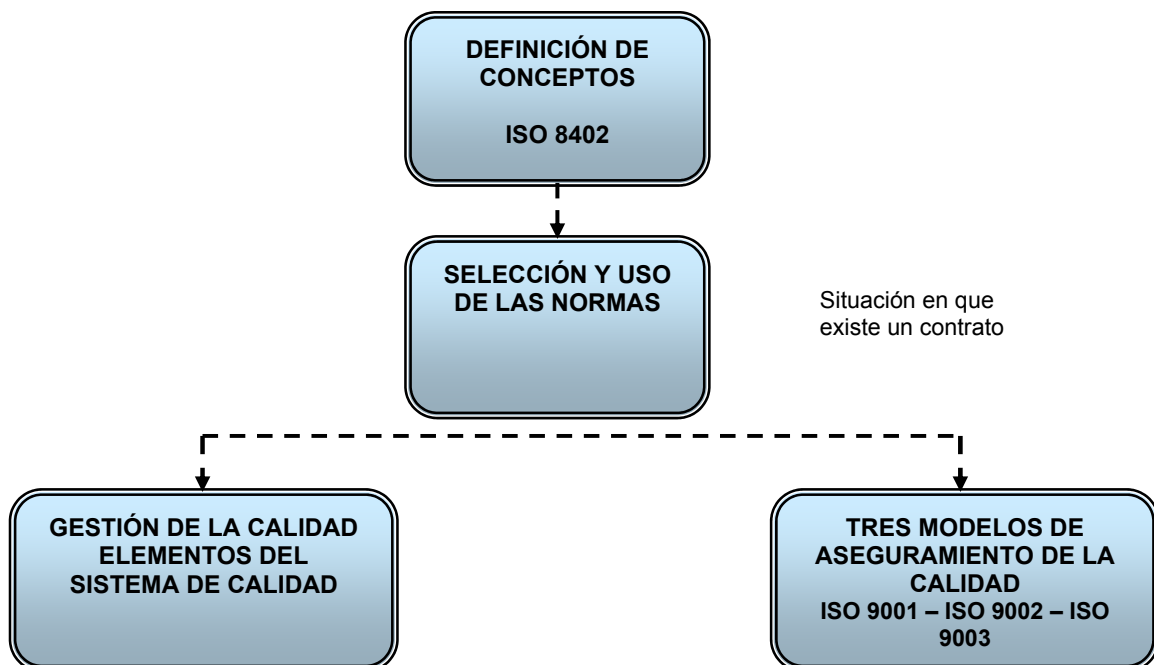 DEFINICIÓN DE
CONCEPTOS
ISO 8402
SELECCIÓN Y USO
DE LAS NORMAS
Situación en que
existe un contrato
GESTIÓN DE LA CALIDAD
ELEMENTOS DEL
SISTEMA DE CALIDAD
TRES MODELOS DE
ASEGURAMIENTO DE LA
CALIDAD
ISO 9001 – ISO 9002 – ISO
9003